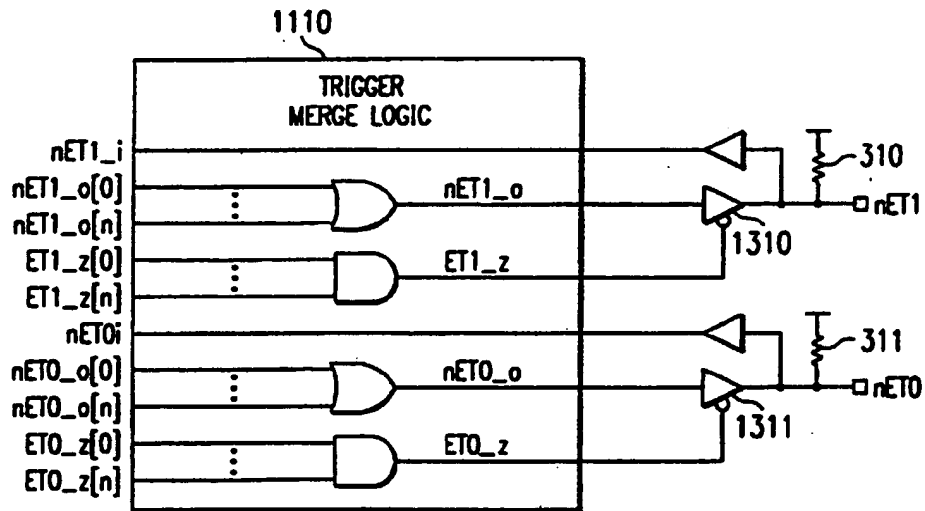 1110
TRIGGER
MERGE LOGIC
nET1_i
nET1_o[0]
nET1_o
nET1_o[n]
ET1_z[0]
ET1_z
ET1_z[n]
310
nET1
1310
nET0i
nET0_o[0]
nET0_o
nET0_o[n]
ET0_z[0]
ET0_z
ET0_z[n]
311
nET0
1311